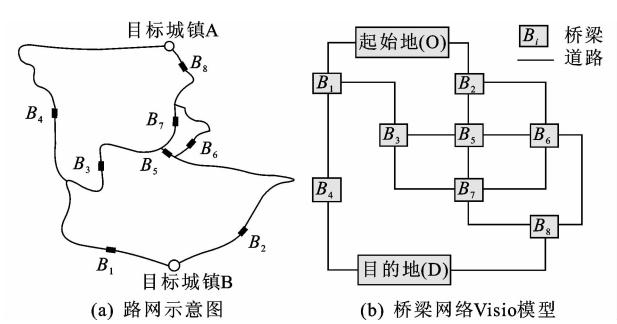 目标城镇A
B8
B4
B7
B6
B3
B5
B2
B1
目标城镇B
(a) 路网示意图
起始地(O)
Bi 桥梁
道路
B1
B2
B3
B5
B6
B4
B7
B8
目的地(D)
(b) 桥梁网络Visio模型